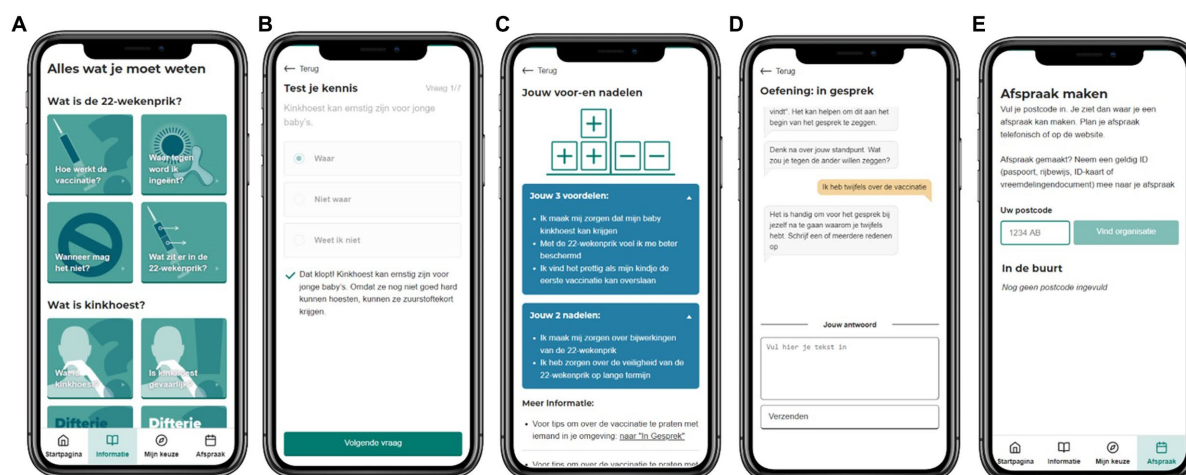 A
Alles wat je moet weten
Wat is de 22-wekenprik?
Hoe werkt de
vaccinatie?
Waar tegen
word ik
ingeënt?
Wanneer mag
het niet?
Wat zit er in de
22-wekenprik?
Wat is kinkhoest?
Wat is
kinkhoest?
Is kinkhoest
gevaarlijk?
Difterie
Difterie
Startpagina
Informatie
Mijn keuze
Afspraak
B
← Terug
Test je kennis
Vraag 1/7
Kinkhoest kan ernstig zijn voor jonge
baby's.
Waar
Niet waar
Weet ik niet
Dat klopt! Kinkhoest kan ernstig zijn voor
jonge baby's. Omdat ze nog niet goed hard
kunnen hoesten, kunnen ze zuurstoftekort
krijgen.
Volgende vraag
C
← Terug
Jouw voor-en nadelen
Jouw 3 voordelen:
• Ik maak mij zorgen dat mijn baby
kinkhoest kan krijgen
• Met de 22-wekenprik voel ik me beter
beschermd
• Ik vind het prettig als mijn kindje de
eerste vaccinatie kan overslaan
Jouw 2 nadelen:
• Ik maak mij zorgen over bijwerkingen
van de 22-wekenprik
• Ik heb zorgen over de veiligheid van de
22-wekenprik op lange termijn
Meer Informatie:
• Voor tips om over de vaccinatie te praten met
iemand in je omgeving: naar "In Gesprek"
• Voor tips om over de vaccinatie te praten met
D
← Terug
Oefening: in gesprek
vindt". Het kan helpen om dit aan het
begin van het gesprek te zeggen.
Denk na over jouw standpunt. Wat
zou je tegen de ander willen zeggen?
Ik heb twijfels over de vaccinatie
Het is handig om voor het gesprek bij
jezelf na te gaan waarom je twijfels
hebt. Schrijf een of meerdere redenen
op
Jouw antwoord
Vul hier je tekst in
Verzenden
E
Afspraak maken
Vul je postcode in. Je ziet dan waar je een
afspraak kan maken. Plan je afspraak
telefonisch of op de website.
Afspraak gemaakt? Neem een geldig ID
(paspoort, rijbewijs, ID-kaart of
vreemdelingendocument) mee naar je afspraak
Uw postcode
1234 AB
Vind organisatie
In de buurt
Nog geen postcode ingevuld
Startpagina
Informatie
Mijn keuze
Afspraak